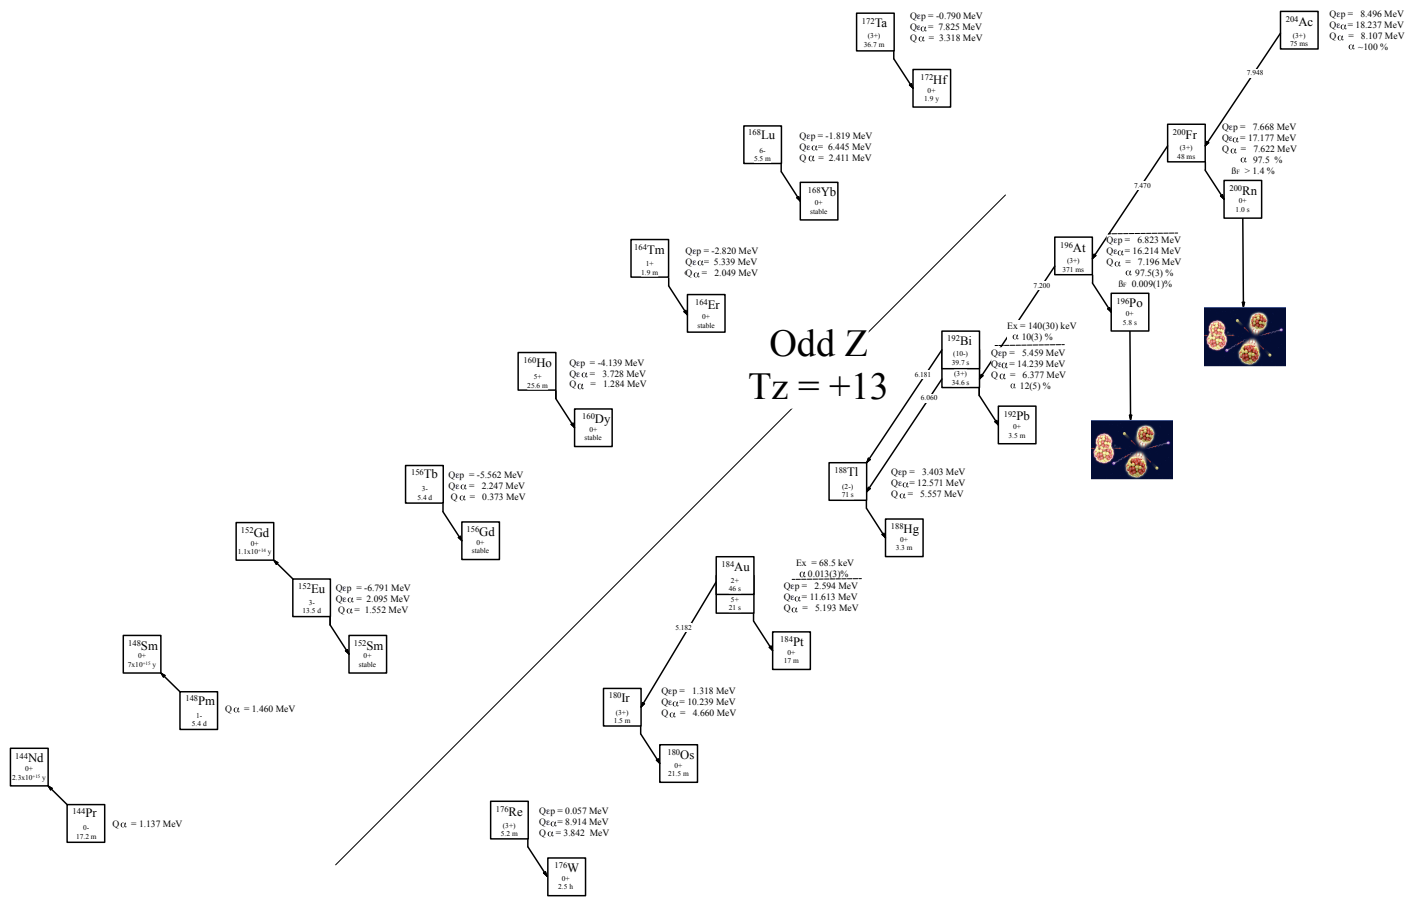 172Ta
(3+)
36.7 m
Qεp = -0.790 MeV
Qεα= 7.825 MeV
Qα = 3.318 MeV
172Hf
0+
1.9 y
204Ac
(3+)
75 ms
Qεp = 8.496 MeV
Qεα= 18.237 MeV
Qα = 8.107 MeV
α ~100 %
7.948
168Lu
6-
5.5 m
Qεp = -1.819 MeV
Qεα= 6.445 MeV
Qα = 2.411 MeV
168Yb
0+
stable
200Fr
(3+)
48 ms
Qεp = 7.668 MeV
Qεα= 17.177 MeV
Qα = 7.622 MeV
α 97.5 %
BF > 1.4 %
7.470
200Rn
0+
1.0 s
164Tm
1+
1.9 m
Qεp = -2.820 MeV
Qεα= 5.339 MeV
Qα = 2.049 MeV
164Er
0+
stable
196At
(3+)
371 ms
Qεp = 6.823 MeV
Qεα= 16.214 MeV
Qα = 7.196 MeV
α 97.5(3) %
BF 0.009(1)%
7.200
196Po
0+
5.8 s
Odd Z
Tz = +13
160Ho
5+
25.6 m
Qεp = -4.139 MeV
Qεα= 3.728 MeV
Qα = 1.284 MeV
160Dy
0+
stable
192Bi
(10-)
39.7 s
(3+)
34.6 s
Ex = 140(30) keV
α 10(3) %
Qεp = 5.459 MeV
Qεα= 14.239 MeV
Qα = 6.377 MeV
α 12(5) %
6.181
6.060
192Pb
0+
3.5 m
156Tb
3-
5.4 d
Qεp = -5.562 MeV
Qεα= 2.247 MeV
Qα = 0.373 MeV
156Gd
0+
stable
188Tl
(2-)
71 s
Qεp = 3.403 MeV
Qεα= 12.571 MeV
Qα = 5.557 MeV
188Hg
0+
3.3 m
152Gd
0+
1.1x10⁻¹⁴ y
152Eu
3-
13.5 d
Qεp = -6.791 MeV
Qεα= 2.095 MeV
Qα = 1.552 MeV
152Sm
0+
stable
184Au
2+
46 s
5+
21 s
Ex = 68.5 keV
α 0.013(3)%
Qεp = 2.594 MeV
Qεα= 11.613 MeV
Qα = 5.193 MeV
5.182
184Pt
0+
17 m
148Sm
0+
7x10⁻¹⁵ y
148Pm
1-
5.4 d
Qα = 1.460 MeV
180Ir
(3+)
1.5 m
Qεp = 1.318 MeV
Qεα= 10.239 MeV
Qα = 4.660 MeV
180Os
0+
21.5 m
144Nd
0+
2.3x10⁻¹⁵ y
144Pr
0-
17.2 m
Qα = 1.137 MeV
176Re
(3+)
5.2 m
Qεp = 0.057 MeV
Qεα= 8.914 MeV
Qα = 3.842 MeV
176W
0+
2.5 h